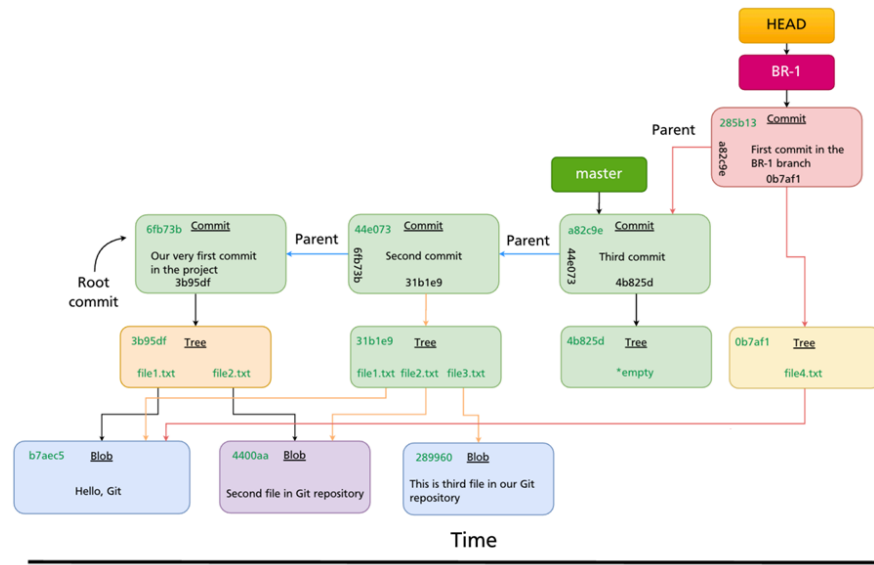 HEAD
BR-1
285b13 Commit
Parent
a82c9e
First commit in the
BR-1 branch
0b7af1
master
6fb73b Commit
Our very first commit
in the project
3b95df
Root
commit
Parent
44e073 Commit
6fb73b
Second commit
31b1e9
Parent
a82c9e Commit
44e073
Third commit
4b825d
3b95df Tree
file1.txt file2.txt
31b1e9 Tree
file1.txt file2.txt file3.txt
4b825d Tree
*empty
0b7af1 Tree
file4.txt
b7aec5 Blob
Hello, Git
4400aa Blob
Second file in Git repository
289960 Blob
This is third file in our Git
repository
Time